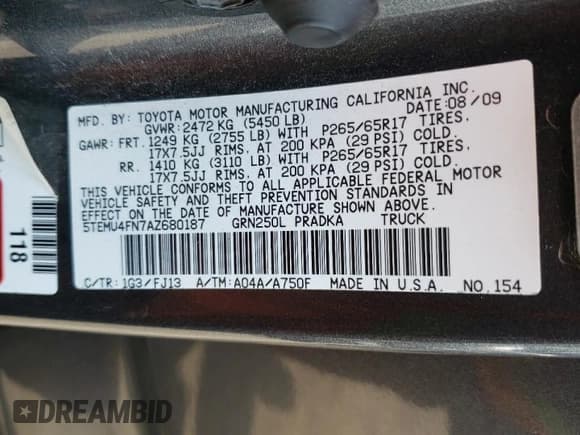 MFD. BY: TOYOTA MOTOR MANUFACTURING CALIFORNIA INC.
GVWR: 2472 KG (5450 LB) DATE: 08/09
GAWR: FRT. 1249 KG (2755 LB) WITH P265/65R17 TIRES.
17X7.5JJ RIMS. AT 200 KPA (29 PSI) COLD.
RR. 1410 KG (3110 LB) WITH P265/65R17 TIRES.
17X7.5JJ RIMS. AT 200 KPA (29 PSI) COLD.
THIS VEHICLE CONFORMS TO ALL APPLICABLE FEDERAL MOTOR
VEHICLE SAFETY AND THEFT PREVENTION STANDARDS IN
EFFECT ON THE DATE OF MANUFACTURE SHOWN ABOVE.
5TEMU4FN7AZ680187 GRN250L PRADKA TRUCK
C/TR: 1G3/FJ13 A/TM: A04A/A750F MADE IN U.S.A. NO. 154
118
DREAMBID